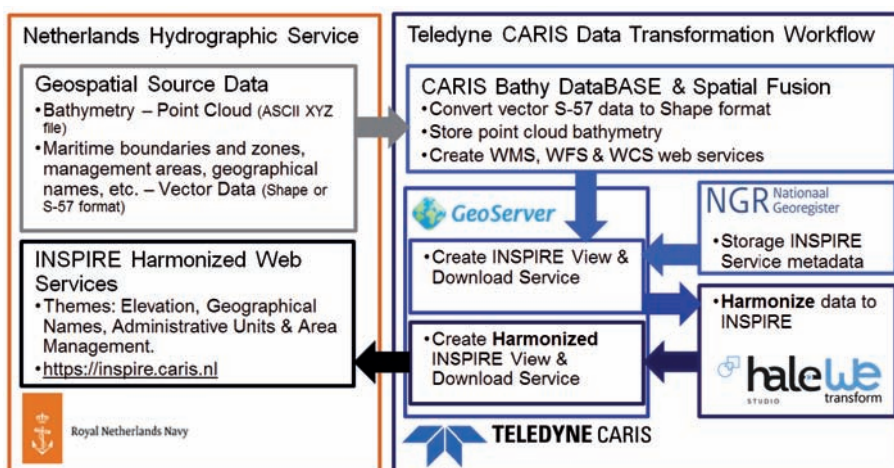 Netherlands Hydrographic Service
Geospatial Source Data
•Bathymetry – Point Cloud (ASCII XYZ
file)
•Maritime boundaries and zones,
management areas, geographical
names, etc. – Vector Data (Shape or
S-57 format)
INSPIRE Harmonized Web
Services
•Themes: Elevation, Geographical
Names, Administrative Units & Area
Management.
•https://inspire.caris.nl
Royal Netherlands Navy
Teledyne CARIS Data Transformation Workflow
CARIS Bathy DataBASE & Spatial Fusion
•Convert vector S-57 data to Shape format
•Store point cloud bathymetry
•Create WMS, WFS & WCS web services
GeoServer
•Create INSPIRE View &
Download Service
NGR Nationaal
Georegister
•Storage INSPIRE
Service metadata
•Harmonize data to
INSPIRE
hale
STUDIO
we
transform
•Create Harmonized
INSPIRE View &
Download Service
TELEDYNE CARIS